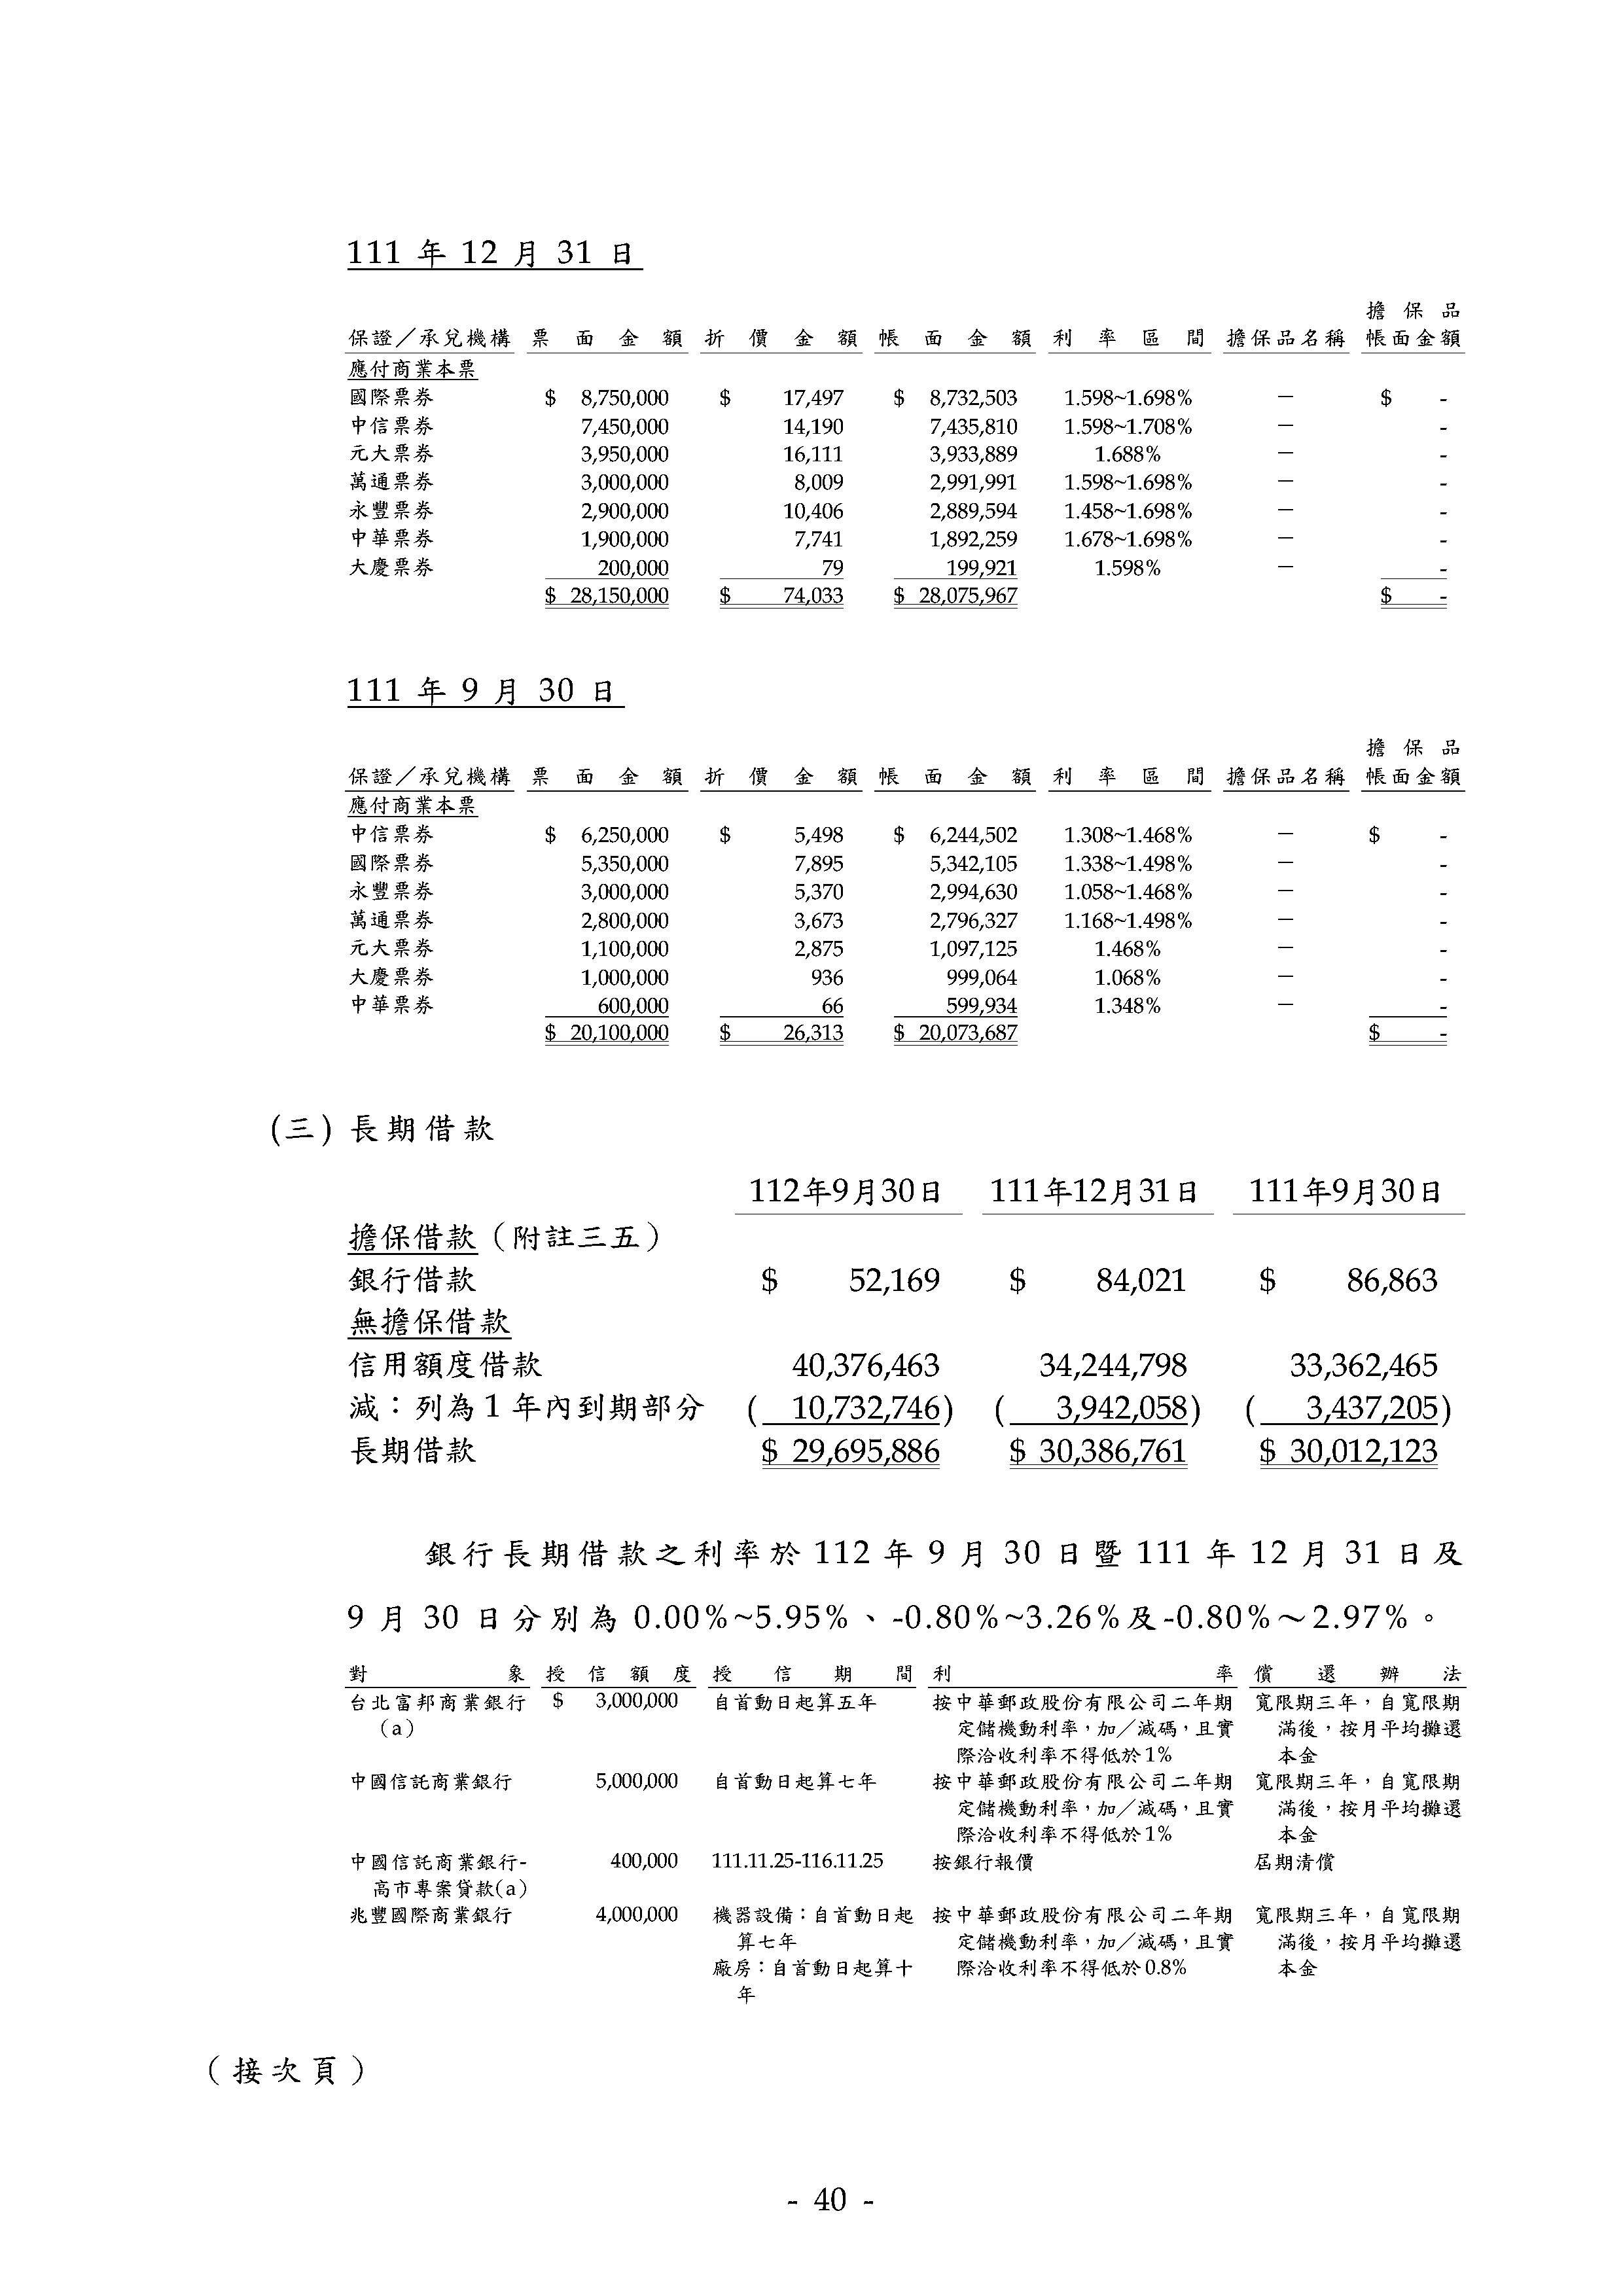 111 年 12 月 31 日
擔保品
保證／承兌機構 票面金額 折價金額 帳面金額 利率區間 擔保品名稱 帳面金額
應付商業本票
國際票券 $ 8,750,000 $ 17,497 $ 8,732,503 1.598~1.698% － $ -
中信票券 7,450,000 14,190 7,435,810 1.598~1.708% － -
元大票券 3,950,000 16,111 3,933,889 1.688% － -
萬通票券 3,000,000 8,009 2,991,991 1.598~1.698% － -
永豐票券 2,900,000 10,406 2,889,594 1.458~1.698% － -
中華票券 1,900,000 7,741 1,892,259 1.678~1.698% － -
大慶票券 200,000 79 199,921 1.598% － -
$ 28,150,000 $ 74,033 $ 28,075,967 $ -
111 年 9 月 30 日
擔保品
保證／承兌機構 票面金額 折價金額 帳面金額 利率區間 擔保品名稱 帳面金額
應付商業本票
中信票券 $ 6,250,000 $ 5,498 $ 6,244,502 1.308~1.468% － $ -
國際票券 5,350,000 7,895 5,342,105 1.338~1.498% － -
永豐票券 3,000,000 5,370 2,994,630 1.058~1.468% － -
萬通票券 2,800,000 3,673 2,796,327 1.168~1.498% － -
元大票券 1,100,000 2,875 1,097,125 1.468% － -
大慶票券 1,000,000 936 999,064 1.068% － -
中華票券 600,000 66 599,934 1.348% － -
$ 20,100,000 $ 26,313 $ 20,073,687 $ -
(三) 長期借款
112年9月30日 111年12月31日 111年9月30日
擔保借款（附註三五）
銀行借款 $ 52,169 $ 84,021 $ 86,863
無擔保借款
信用額度借款 40,376,463 34,244,798 33,362,465
減：列為 1 年內到期部分 ( 10,732,746) ( 3,942,058) ( 3,437,205)
長期借款 $ 29,695,886 $ 30,386,761 $ 30,012,123
銀行長期借款之利率於 112 年 9 月 30 日暨 111 年 12 月 31 日及
9 月 30 日分別為 0.00%~5.95%、-0.80%~3.26%及-0.80%～2.97%。
對象 授信額度 授信期間 利率 償還辦法
台北富邦商業銀行 $ 3,000,000 自首動日起算五年 按中華郵政股份有限公司二年期 寬限期三年，自寬限期
（a） 定儲機動利率，加／減碼，且實 滿後，按月平均攤還
際洽收利率不得低於 1% 本金
中國信託商業銀行 5,000,000 自首動日起算七年 按中華郵政股份有限公司二年期 寬限期三年，自寬限期
定儲機動利率，加／減碼，且實 滿後，按月平均攤還
際洽收利率不得低於 1% 本金
中國信託商業銀行- 400,000 111.11.25-116.11.25 按銀行報價 屆期清償
高市專案貸款(a)
兆豐國際商業銀行 4,000,000 機器設備：自首動日起 按中華郵政股份有限公司二年期 寬限期三年，自寬限期
算七年 定儲機動利率，加／減碼，且實 滿後，按月平均攤還
廠房：自首動日起算十 際洽收利率不得低於 0.8% 本金
年
（接次頁）
- 40 -